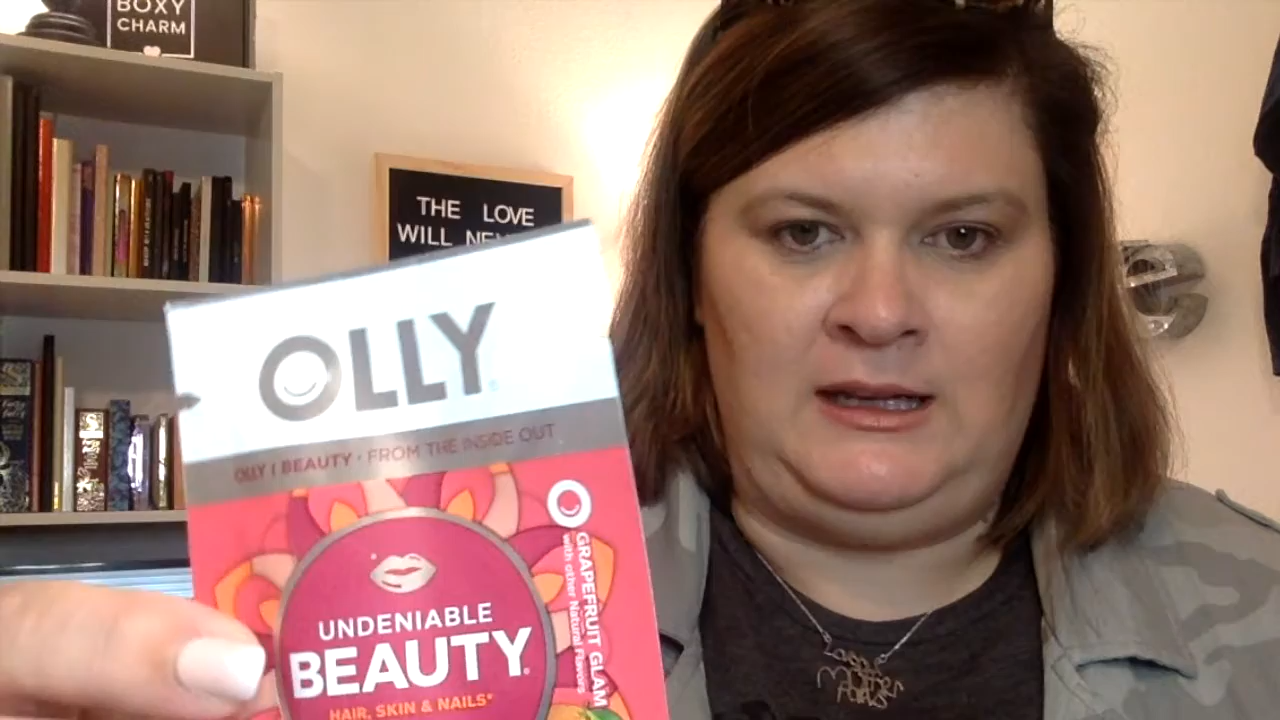 BOXY
CHARM
THE LOVE
WILL
OLLY
OLLY | BEAUTY • FROM THE INSIDE OUT
UNDENIABLE
BEAUTY
HAIR, SKIN & NAILS*
GRAPEFRUIT GLAM
with other Natural Flavors
e